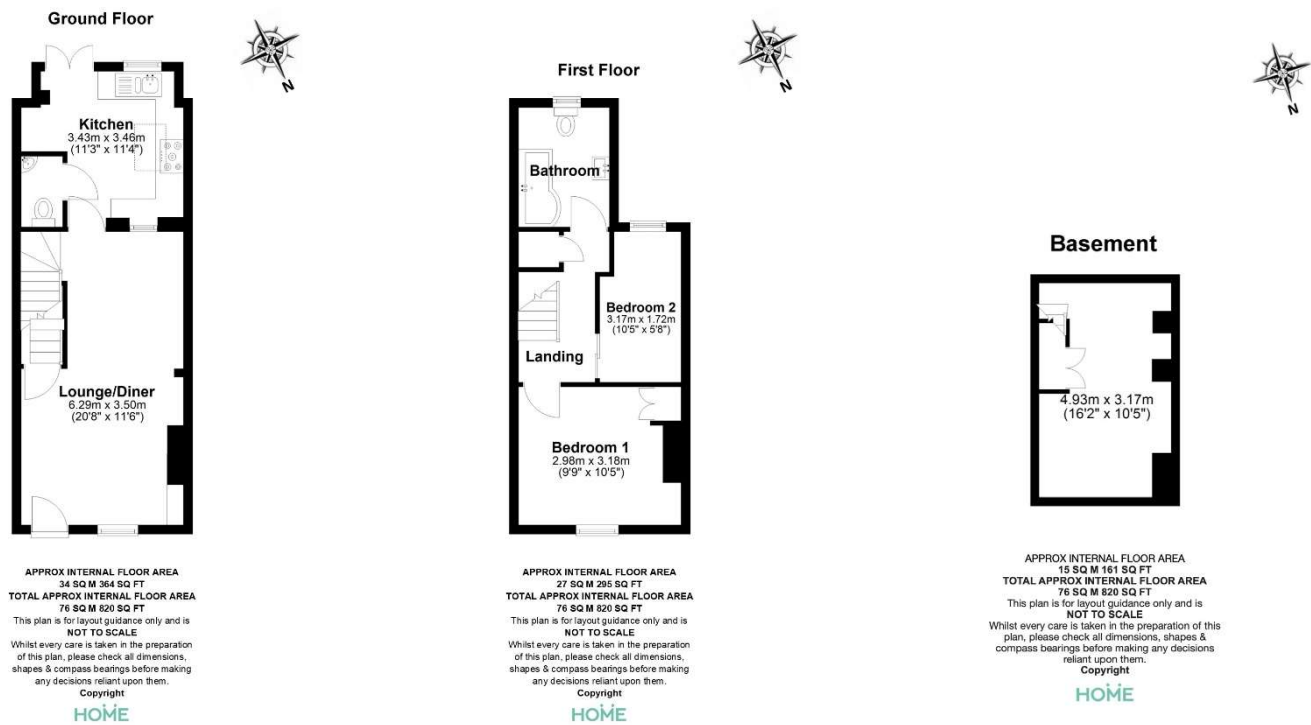 Ground Floor
N
Kitchen
3.43m x 3.46m
(11'3" x 11'4")
Lounge/Diner
6.29m x 3.50m
(20'8" x 11'6")
APPROX INTERNAL FLOOR AREA
34 SQ M 364 SQ FT
TOTAL APPROX INTERNAL FLOOR AREA
76 SQ M 820 SQ FT
This plan is for layout guidance only and is
NOT TO SCALE
Whilst every care is taken in the preparation
of this plan, please check all dimensions,
shapes & compass bearings before making
any decisions reliant upon them.
Copyright
HOME
First Floor
N
Bathroom
Bedroom 2
3.17m x 1.72m
(10'5" x 5'8")
Landing
Bedroom 1
2.98m x 3.18m
(9'9" x 10'5")
APPROX INTERNAL FLOOR AREA
27 SQ M 295 SQ FT
TOTAL APPROX INTERNAL FLOOR AREA
76 SQ M 820 SQ FT
This plan is for layout guidance only and is
NOT TO SCALE
Whilst every care is taken in the preparation
of this plan, please check all dimensions,
shapes & compass bearings before making
any decisions reliant upon them.
Copyright
HOME
N
Basement
4.93m x 3.17m
(16'2" x 10'5")
APPROX INTERNAL FLOOR AREA
15 SQ M 161 SQ FT
TOTAL APPROX INTERNAL FLOOR AREA
76 SQ M 820 SQ FT
This plan is for layout guidance only and is
NOT TO SCALE
Whilst every care is taken in the preparation of this
plan, please check all dimensions, shapes &
compass bearings before making any decisions
reliant upon them.
Copyright
HOME